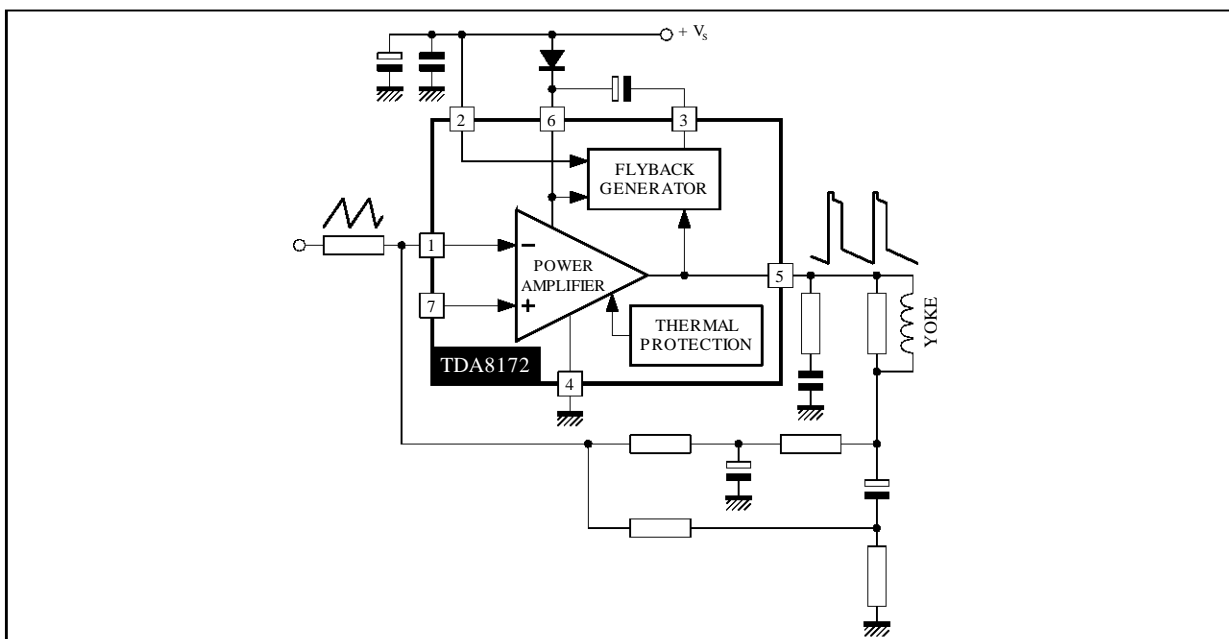 + Vs
2
6
3
FLYBACK
GENERATOR
1
POWER
AMPLIFIER
5
7
THERMAL
PROTECTION
YOKE
TDA8172
4